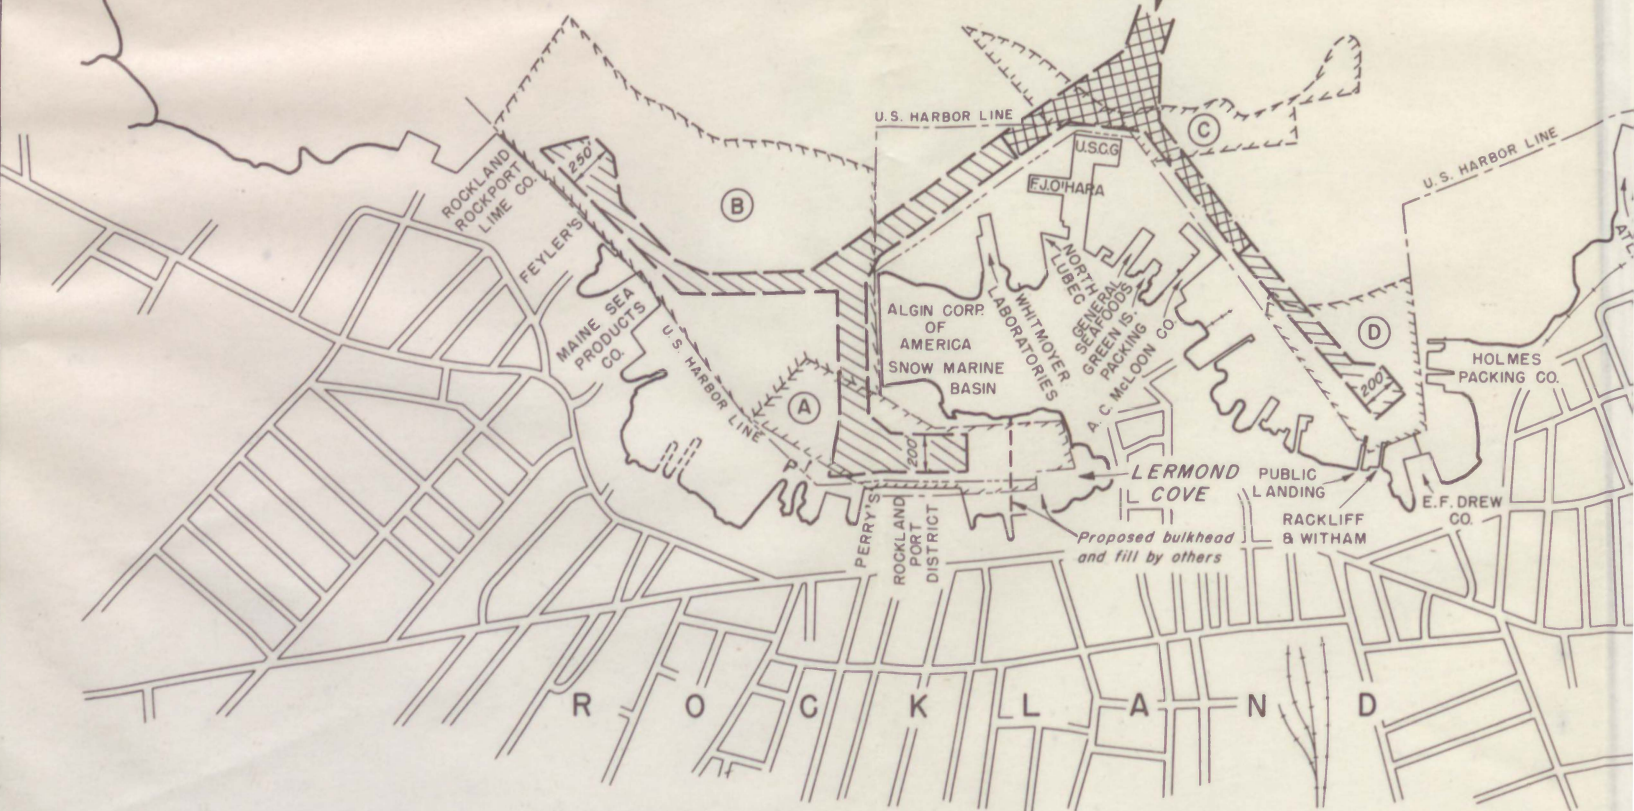 U.S. HARBOR LINE
C
U.S.C.G
F.J.O'HARA
U.S. HARBOR LINE
250'
ROCKLAND
ROCKPORT
LIME CO.
B
FEYLER'S
MAINE SEA
PRODUCTS
CO.
U.S. HARBOR LINE
ALGIN CORP.
OF
AMERICA
SNOW MARINE
BASIN
WHITMOYER
LABORATORIES
NORTH
LUBEC
GENERAL
SEAFOODS
GREEN IS.
PACKING
A. C. McLOON CO.
D
200'
HOLMES
PACKING CO.
A
200'
LERMOND
COVE
PUBLIC
LANDING
E.F. DREW
CO.
RACKLIFF
& WITHAM
PERRY'S
ROCKLAND
PORT
DISTRICT
Proposed bulkhead
and fill by others
ROCKLAND